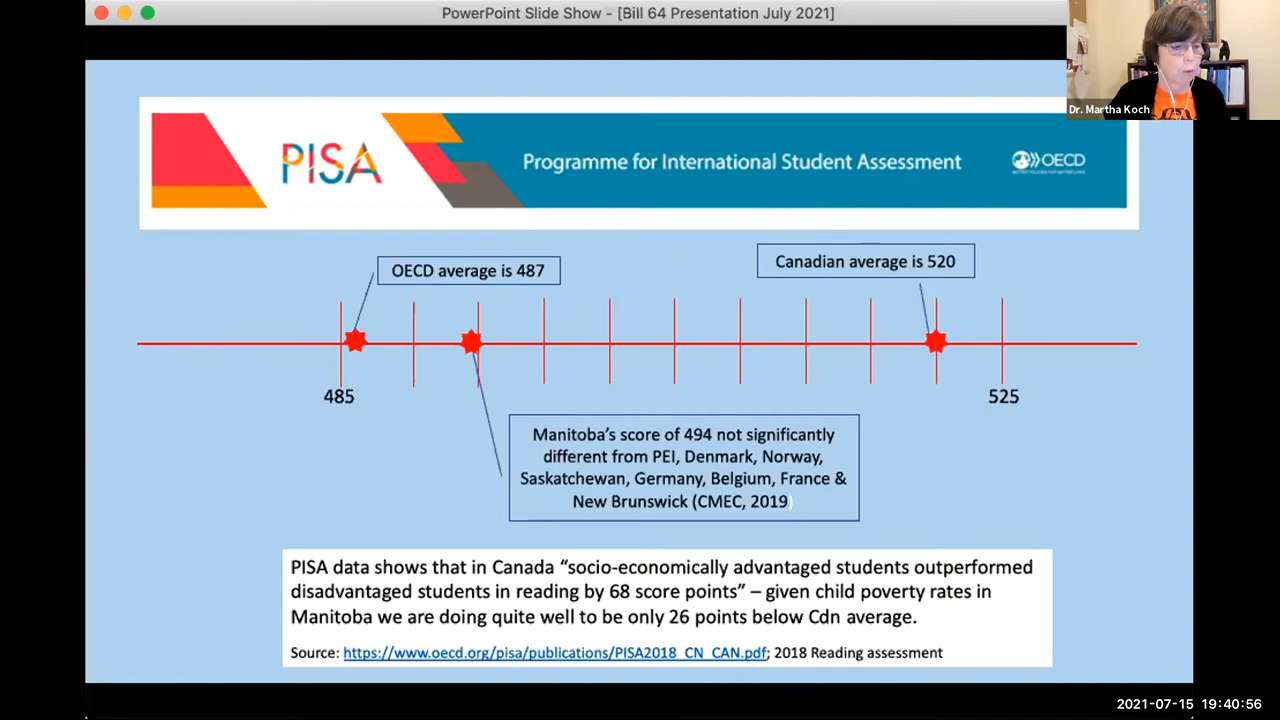 PowerPoint Slide Show - [Bill 64 Presentation July 2021]
Dr. Martha Koch
PISA
Programme for International Student Assessment
OECD
BETTER POLICIES FOR BETTER LIVES
OECD average is 487
Canadian average is 520
485
525
Manitoba’s score of 494 not significantly
different from PEI, Denmark, Norway,
Saskatchewan, Germany, Belgium, France &
New Brunswick (CMEC, 2019)
PISA data shows that in Canada “socio-economically advantaged students outperformed
disadvantaged students in reading by 68 score points” – given child poverty rates in
Manitoba we are doing quite well to be only 26 points below Cdn average.
Source: https://www.oecd.org/pisa/publications/PISA2018_CN_CAN.pdf; 2018 Reading assessment
2021-07-15 19:40:56